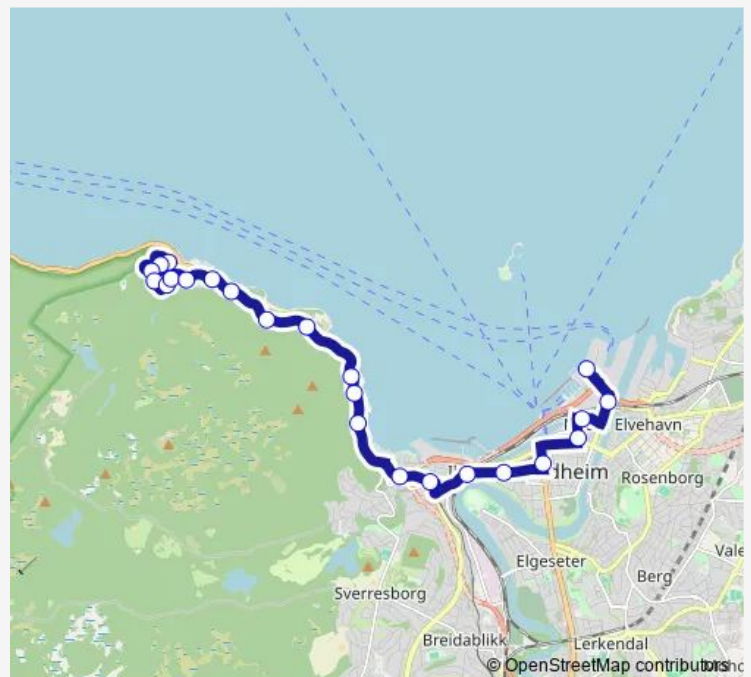 Elvehavn
dheim
Rosenborg
Elgeseter
Vale
Berg
Sverresborg
Breidablikk
Lerkendal
© OpenStreetMap contributors